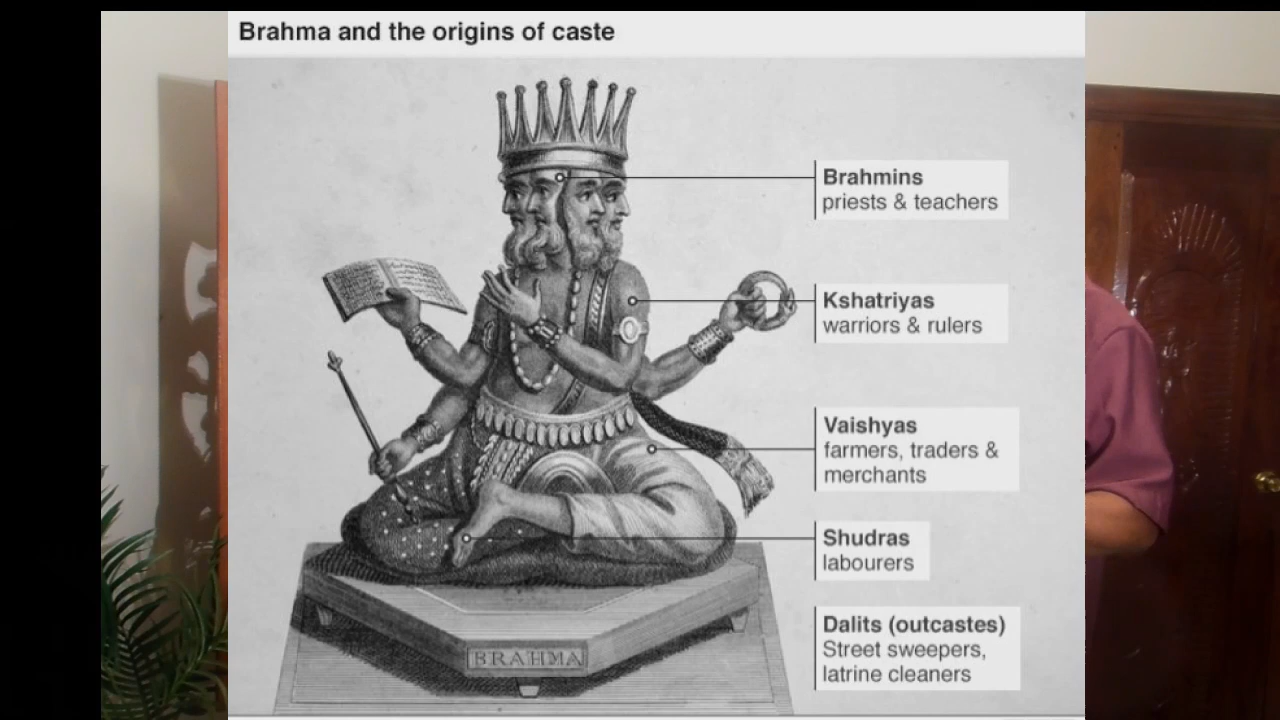 Brahma and the origins of caste
Brahmins
priests & teachers
Kshatriyas
warriors & rulers
Vaishyas
farmers, traders &
merchants
Shudras
labourers
Dalits (outcastes)
Street sweepers,
latrine cleaners
BRAHMA